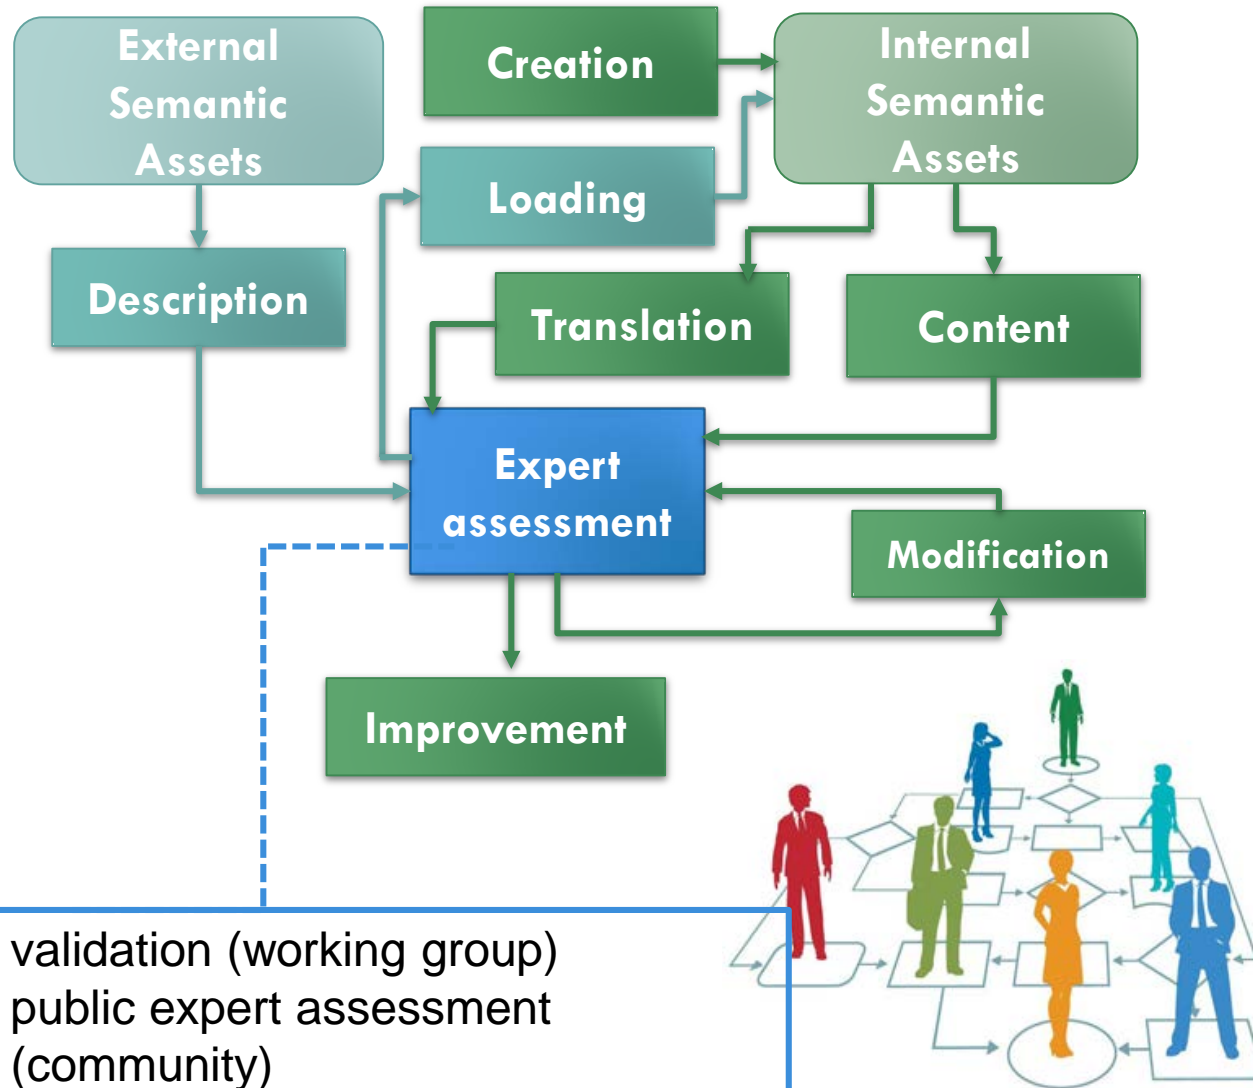 External
Semantic
Assets
Creation
Internal
Semantic
Assets
Loading
Description
Translation
Content
Expert
assessment
Modification
Improvement
validation (working group)
public expert assessment
(community)